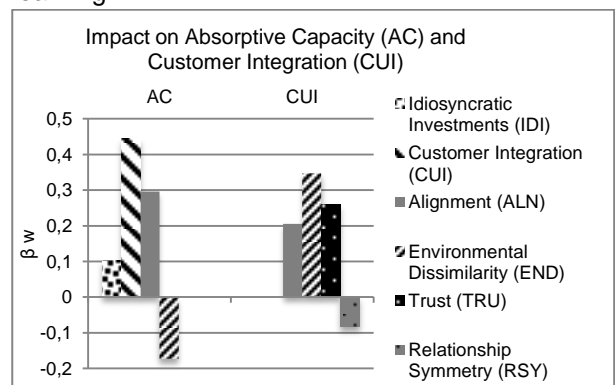 Impact on Absorptive Capacity (AC) and
Customer Integration (CUI)
AC CUI
0,5
0,4
0,3
0,2
0,1
0
-0,1
-0,2
β w
Idiosyncratic
Investments (IDI)
Customer Integration
(CUI)
Alignment (ALN)
Environmental
Dissimilarity (END)
Trust (TRU)
Relationship
Symmetry (RSY)